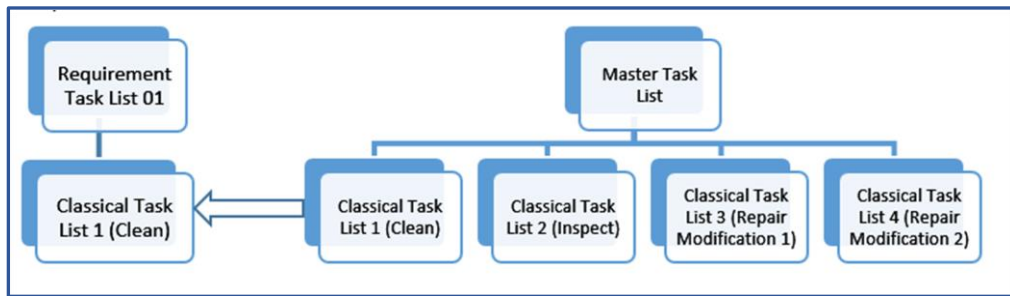 Requirement
Task List 01
Master Task
List
Classical Task
List 1 (Clean)
Classical Task
List 1 (Clean)
Classical Task
List 2 (Inspect)
Classical Task
List 3 (Repair
Modification 1)
Classical Task
List 4 (Repair
Modification 2)